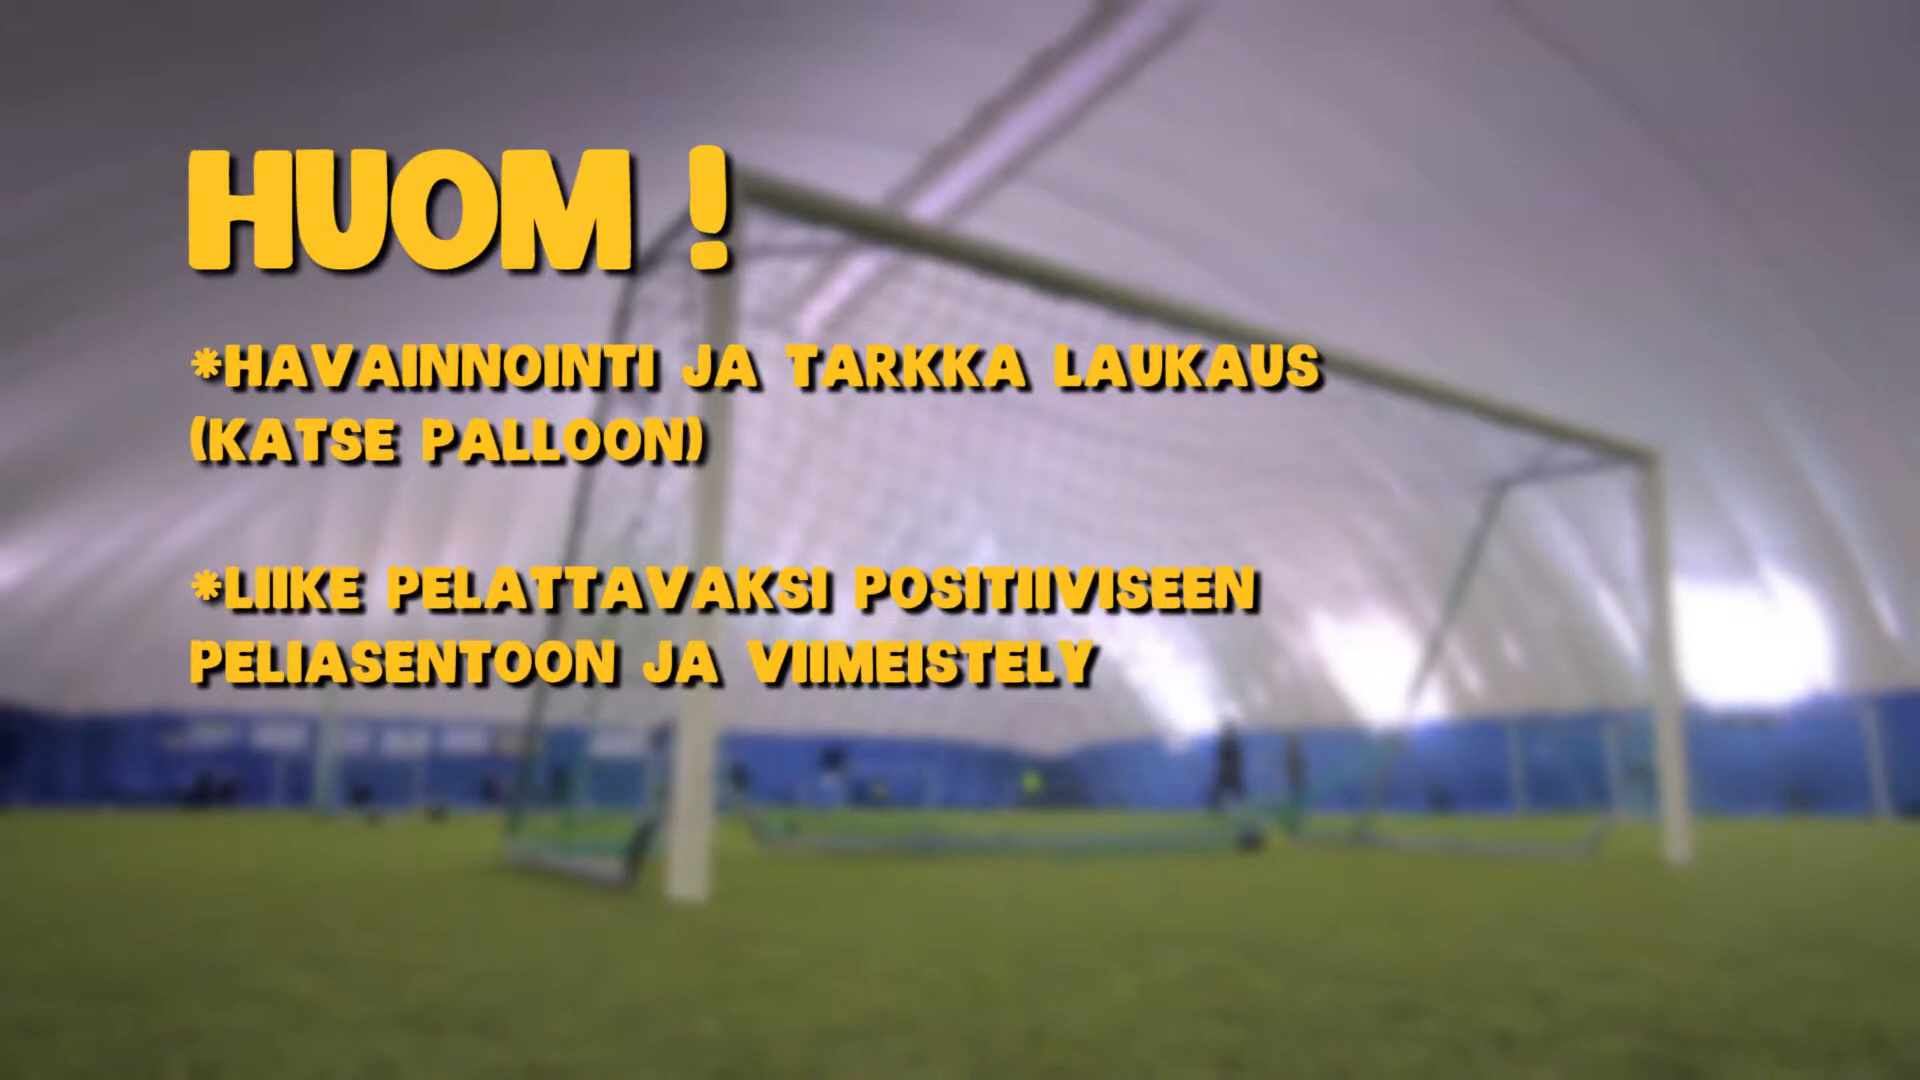 HUOM !
*HAVAINNOINTI JA TARKKA LAUKAUS
(KATSE PALLOON)
*LIIKE PELATTAVAKSI POSITIIVISEEN
PELIASENTOON JA VIIMEISTELY